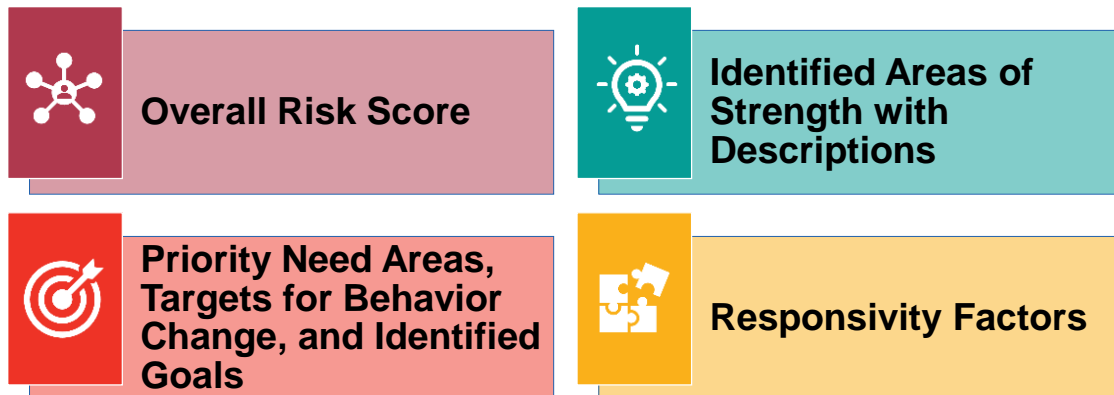 Overall Risk Score
Identified Areas of
Strength with
Descriptions
Priority Need Areas,
Targets for Behavior
Change, and Identified
Goals
Responsivity Factors